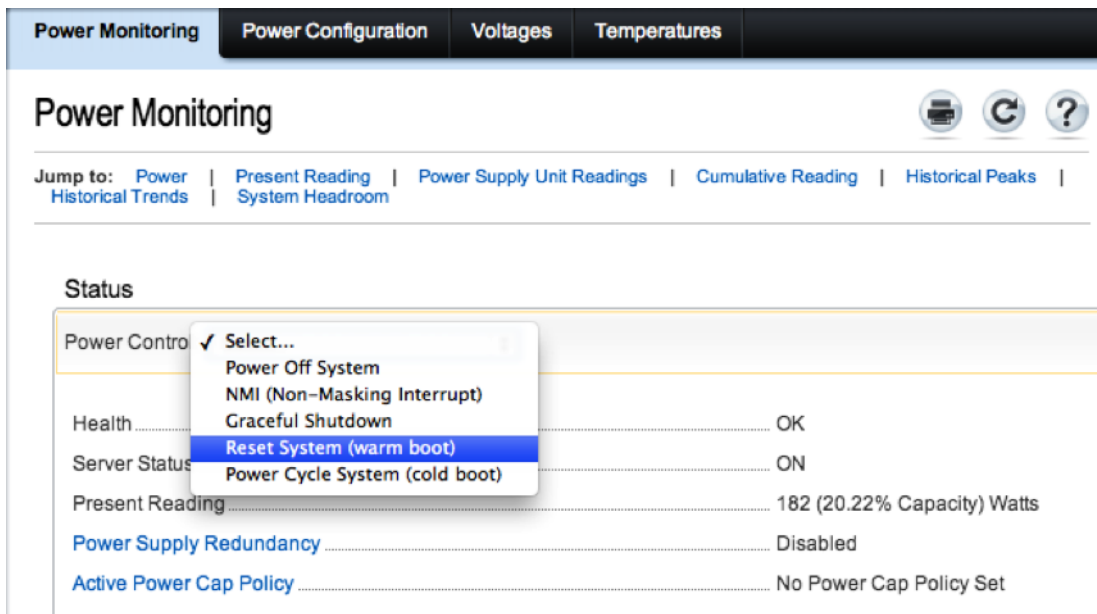 Power Monitoring Power Configuration Voltages Temperatures
Power Monitoring
Jump to: Power | Present Reading | Power Supply Unit Readings | Cumulative Reading | Historical Peaks |
Historical Trends | System Headroom
Status
Power Contro ✓ Select...
Power Off System
NMI (Non-Masking Interrupt)
Health Graceful Shutdown OK
Reset System (warm boot)
Server Status Power Cycle System (cold boot) ON
Present Reading 182 (20.22% Capacity) Watts
Power Supply Redundancy Disabled
Active Power Cap Policy No Power Cap Policy Set